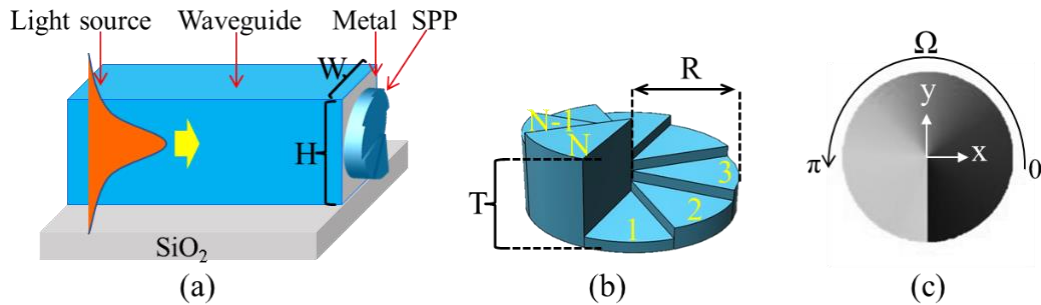 Light source Waveguide Metal SPP
W
H
SiO₂
(a)
R
N-1
N
T
3
2
1
(b)
Ω
y
x
π
0
(c)